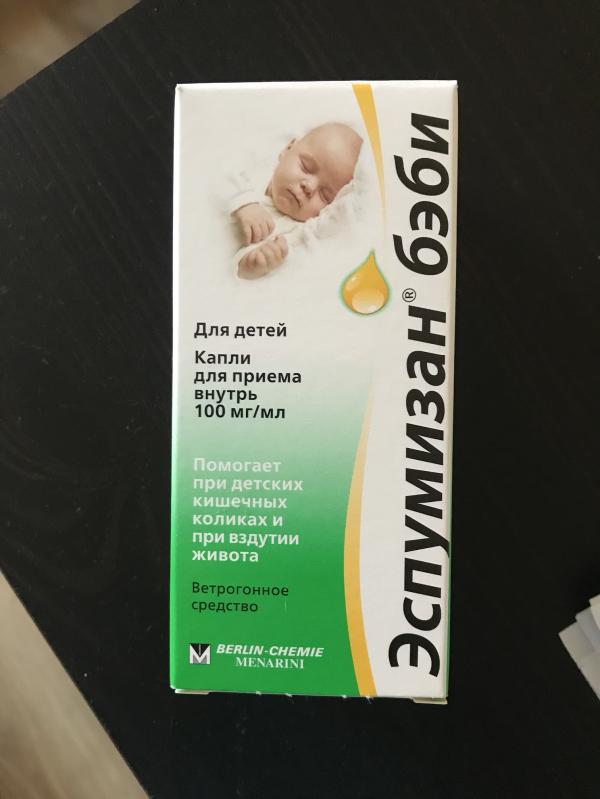 Эспумизан® бэби
Для детей
Капли
для приема
внутрь
100 мг/мл
Помогает
при детских
кишечных
коликах и
при вздутии
живота
Ветрогонное
средство
BERLIN-CHEMIE
MENARINI